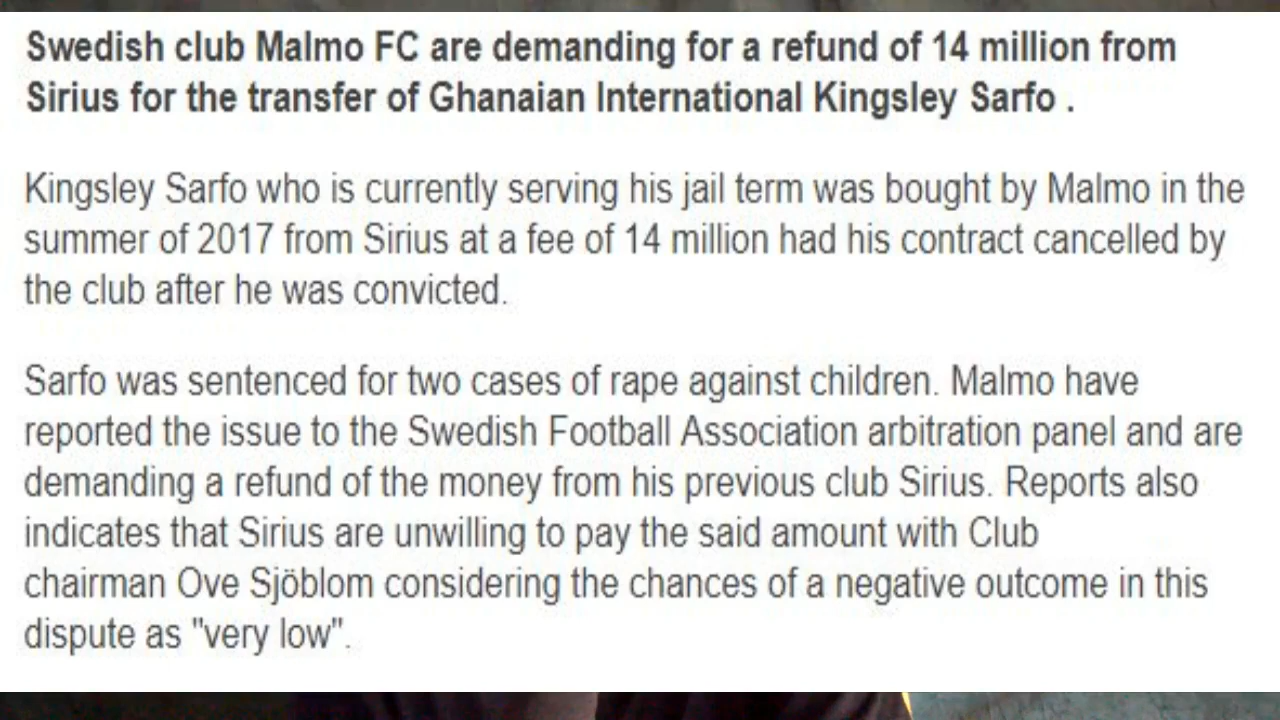 Swedish club Malmo FC are demanding for a refund of 14 million from
Sirius for the transfer of Ghanaian International Kingsley Sarfo .
Kingsley Sarfo who is currently serving his jail term was bought by Malmo in the
summer of 2017 from Sirius at a fee of 14 million had his contract cancelled by
the club after he was convicted.
Sarfo was sentenced for two cases of rape against children. Malmo have
reported the issue to the Swedish Football Association arbitration panel and are
demanding a refund of the money from his previous club Sirius. Reports also
indicates that Sirius are unwilling to pay the said amount with Club
chairman Ove Sjöblom considering the chances of a negative outcome in this
dispute as "very low".